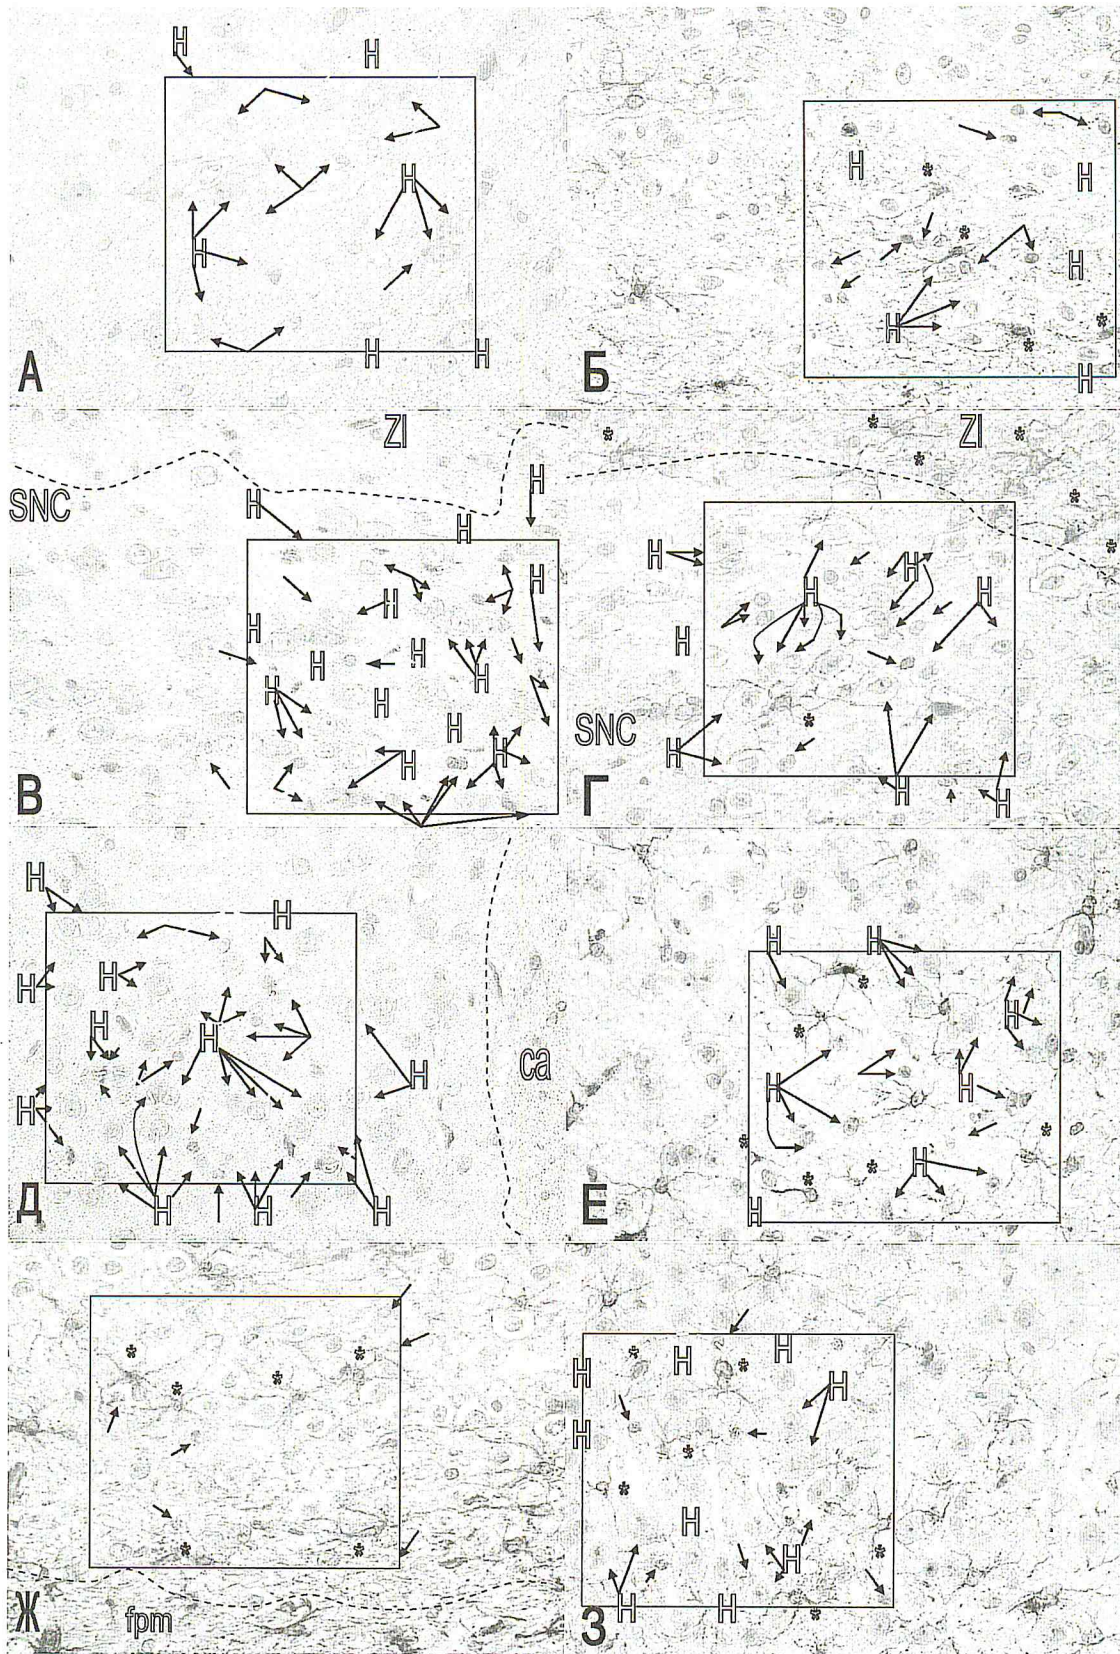 Н Н
Н
Н
Н Н
А
Н * Н
*
Н
Н *
*
Б Н
ZI
SNC Н Н
Н
Н Н
Н Н
Н Н
Н Н
Н Н
Н Н
В
ZI
* * * *
*
*
Н Н
Н Н
Н
SNC *
Н
Г Н Н
Н Н
Н Н
Н Н
Н ca
Н
Д Н Н Н
Н Н
*
* Н
Н Н
* *
* Н
*
Е Н
* *
* *
* *
Ж fpm
* Н * Н
Н Н
Н *
*
Н
Н *
З Н Н *